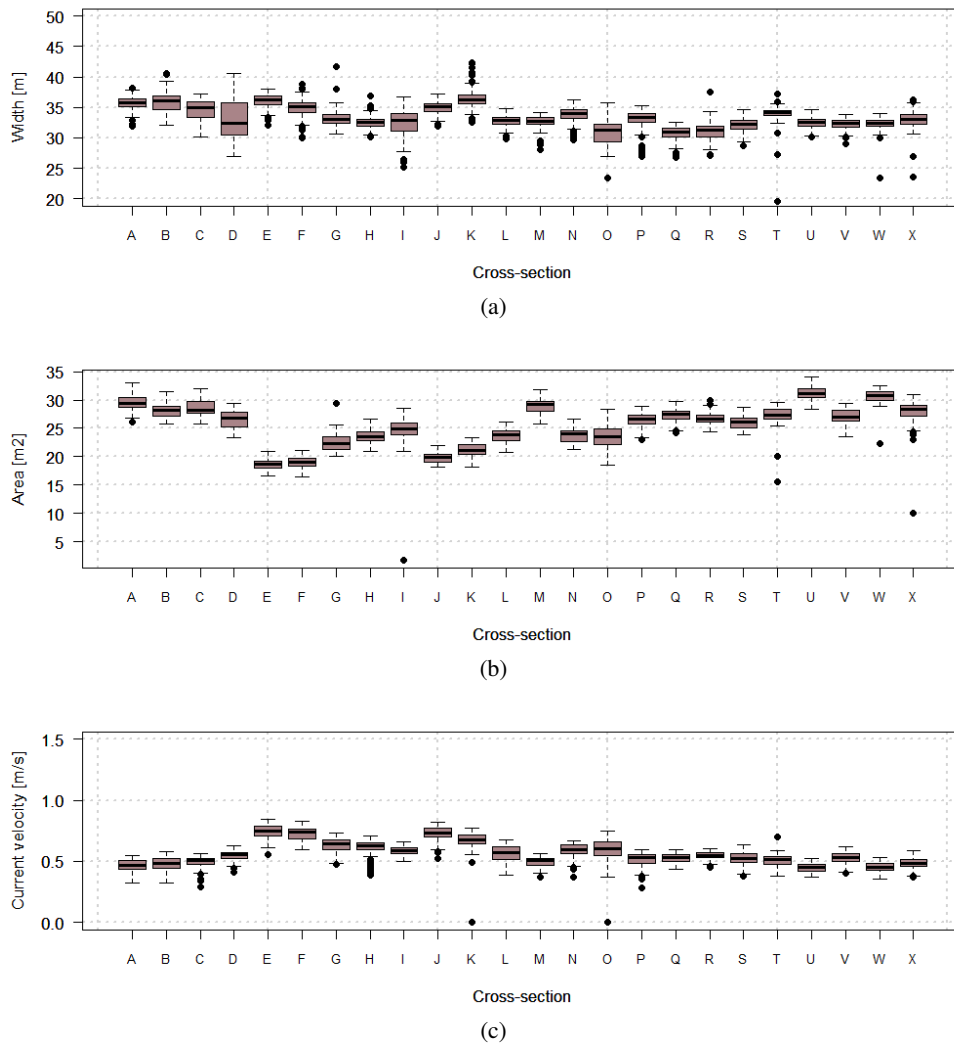 50
45
40
35
30
25
20
Width [m]
A B C D E F G H I J K L M N O P Q R S T U V W X
Cross-section
(a)
35
30
25
20
15
10
5
Area [m2]
A B C D E F G H I J K L M N O P Q R S T U V W X
Cross-section
(b)
1.5
1.0
0.5
0.0
Current velocity [m/s]
A B C D E F G H I J K L M N O P Q R S T U V W X
Cross-section
(c)